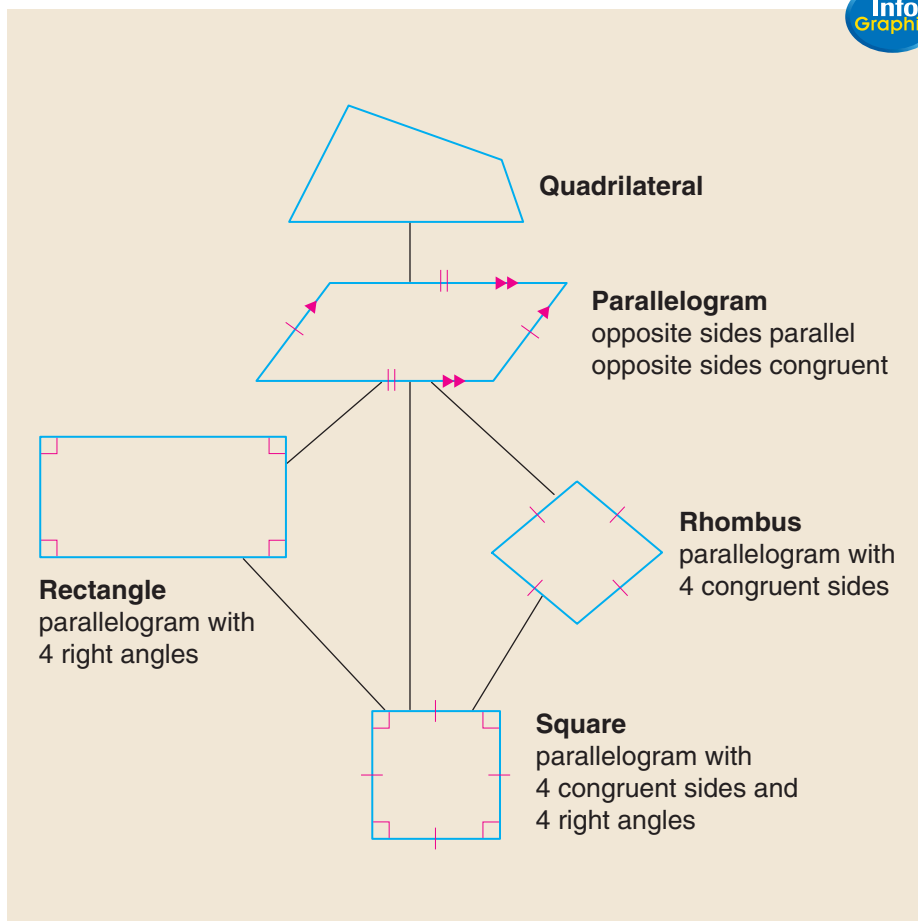 Info
Quadrilateral
Parallelogram
opposite sides parallel
opposite sides congruent
Rhombus
parallelogram with
4 congruent sides
Rectangle
parallelogram with
4 right angles
Square
parallelogram with
4 congruent sides and
4 right angles